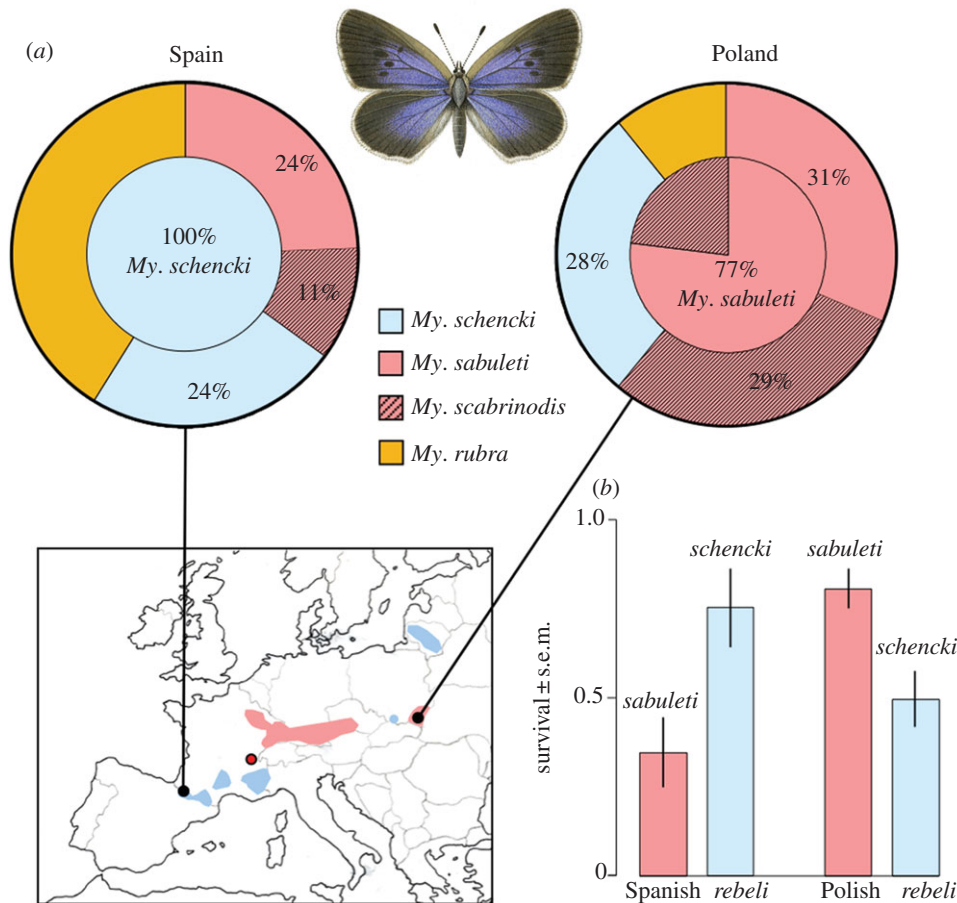 (a)
Spain
Poland
24%
100%
My. schencki
11%
24%
31%
28%
77%
My. sabuleti
29%
My. schencki
My. sabuleti
My. scabrinodis
My. rubra
(b)
1.0
0.5
0
survival ± s.e.m.
sabuleti
schencki
sabuleti
schencki
Spanish rebeli
Polish rebeli